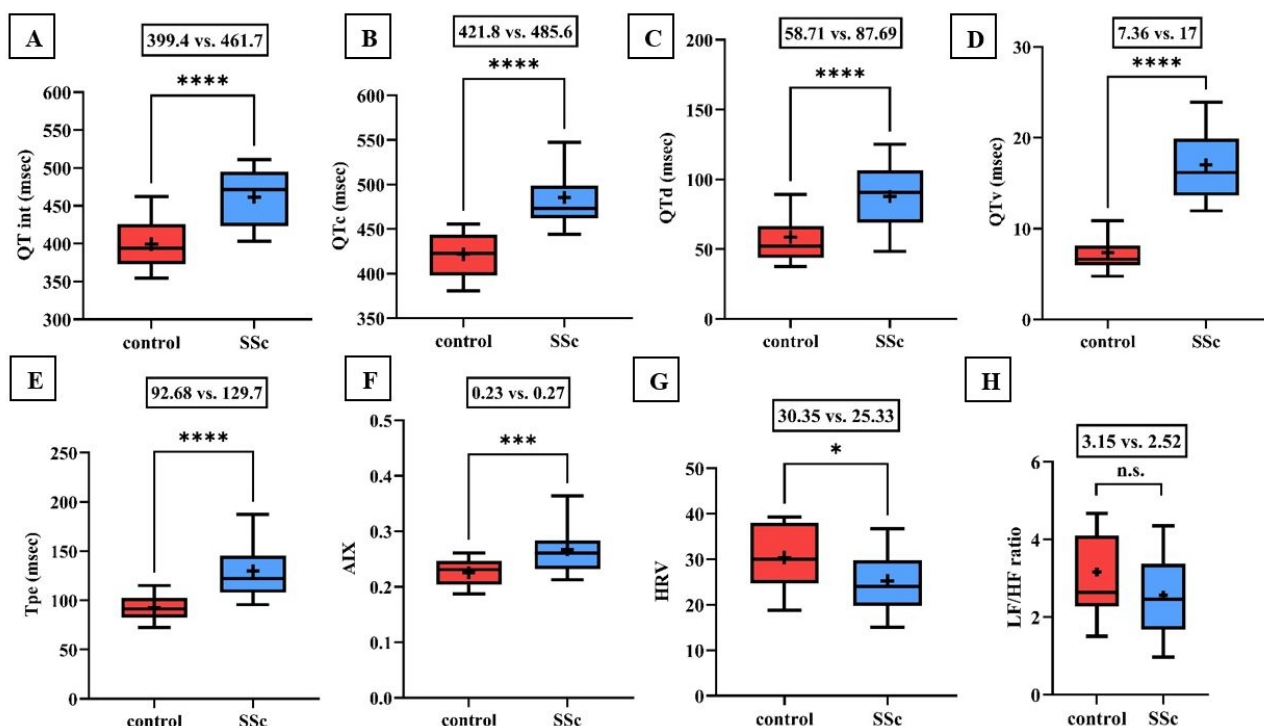 A
399.4 vs. 461.7
****
QT int (msec)
600
550
500
450
400
350
300
control SSc
B
421.8 vs. 485.6
****
QTc (msec)
600
550
500
450
400
350
control SSc
C
58.71 vs. 87.69
****
QTd (msec)
200
150
100
50
0
control SSc
D
7.36 vs. 17
****
QTv (msec)
30
20
10
0
control SSc
E
92.68 vs. 129.7
****
Tpe (msec)
250
200
150
100
50
0
control SSc
F
0.23 vs. 0.27
***
AIX
0.5
0.4
0.3
0.2
0.1
0.0
control SSc
G
30.35 vs. 25.33
*
HRV
50
40
30
20
10
0
control SSc
H
3.15 vs. 2.52
n.s.
LF/HF ratio
6
4
2
0
control SSc